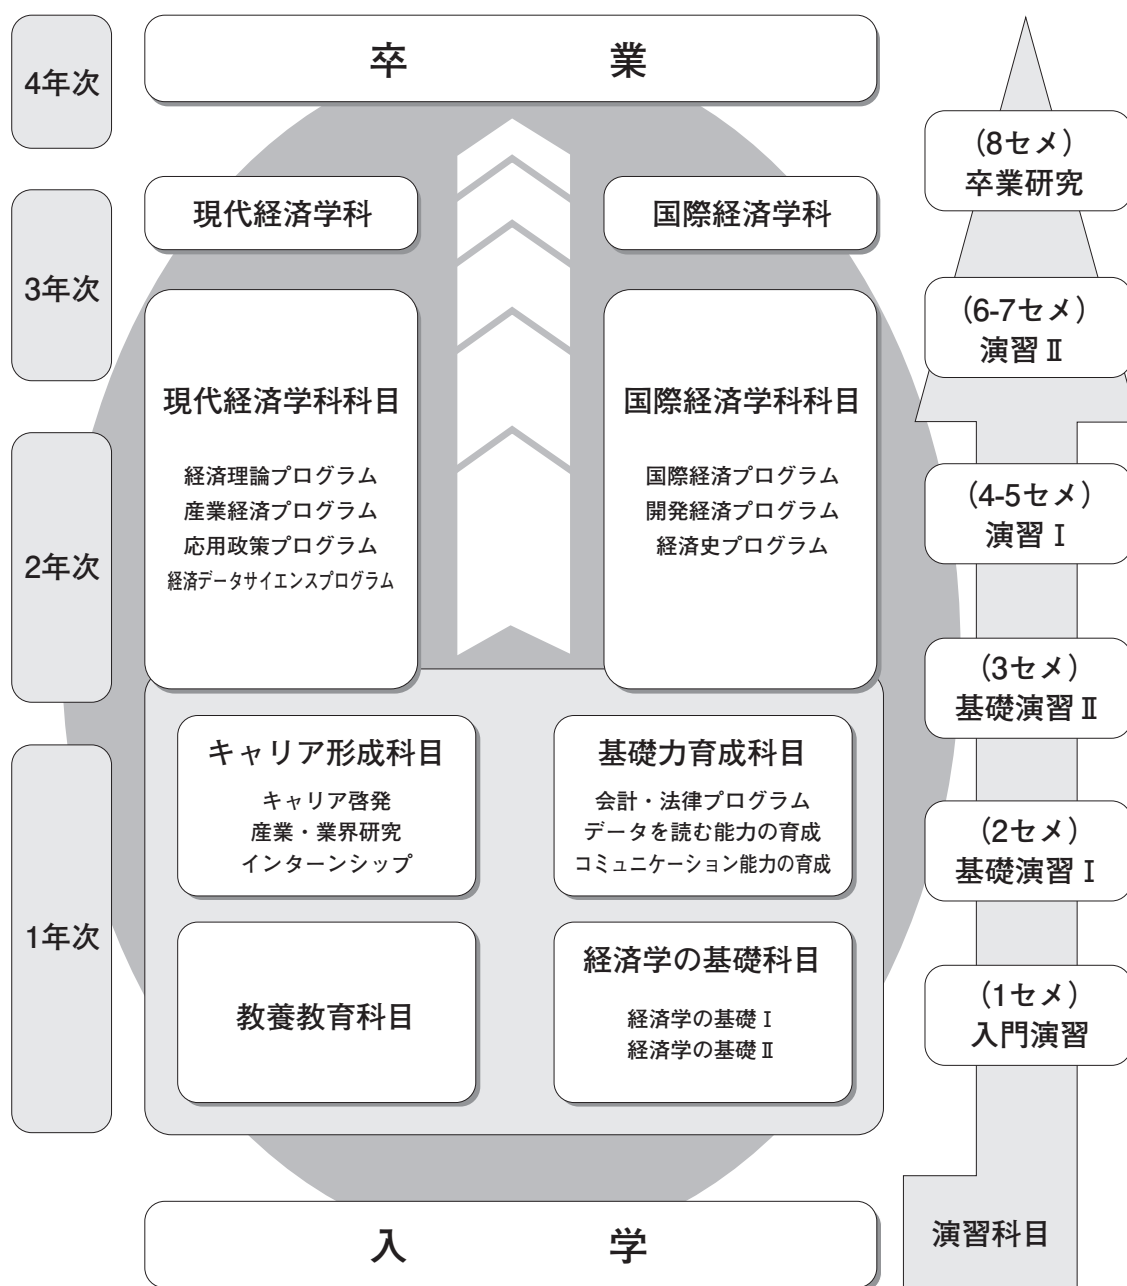 4年次
卒業
(8セメ)
卒業研究
3年次
現代経済学科
国際経済学科
(6-7セメ)
演習Ⅱ
現代経済学科科目
経済理論プログラム
産業経済プログラム
応用政策プログラム
経済データサイエンスプログラム
国際経済学科科目
国際経済プログラム
開発経済プログラム
経済史プログラム
2年次
(4-5セメ)
演習Ⅰ
(3セメ)
基礎演習Ⅱ
1年次
キャリア形成科目
キャリア啓発
産業・業界研究
インターンシップ
基礎力育成科目
会計・法律プログラム
データを読む能力の育成
コミュニケーション能力の育成
(2セメ)
基礎演習Ⅰ
教養教育科目
経済学の基礎科目
経済学の基礎Ⅰ
経済学の基礎Ⅱ
(1セメ)
入門演習
入学
演習科目